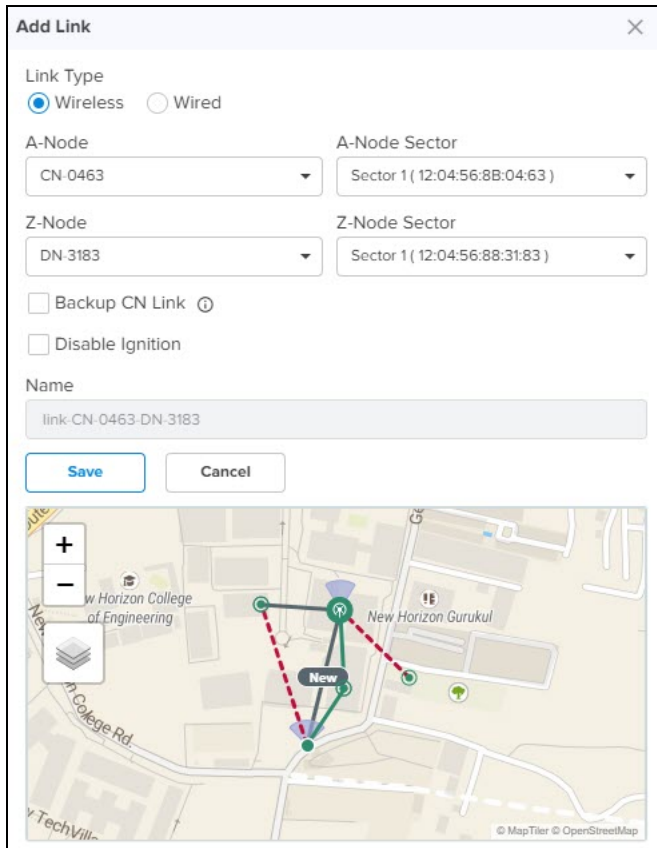 Add Link
Link Type
Wireless Wired
A-Node A-Node Sector
CN-0463 Sector 1 ( 12:04:56:8B:04:63 )
Z-Node Z-Node Sector
DN-3183 Sector 1 ( 12:04:56:88:31:83 )
Backup CN Link
Disable Ignition
Name
link-CN-0463-DN-3183
Save Cancel
+
−
w Horizon College
of Engineering
New Horizon Gurukul
New
College Rd.
TechVill
© MapTiler © OpenStreetMap